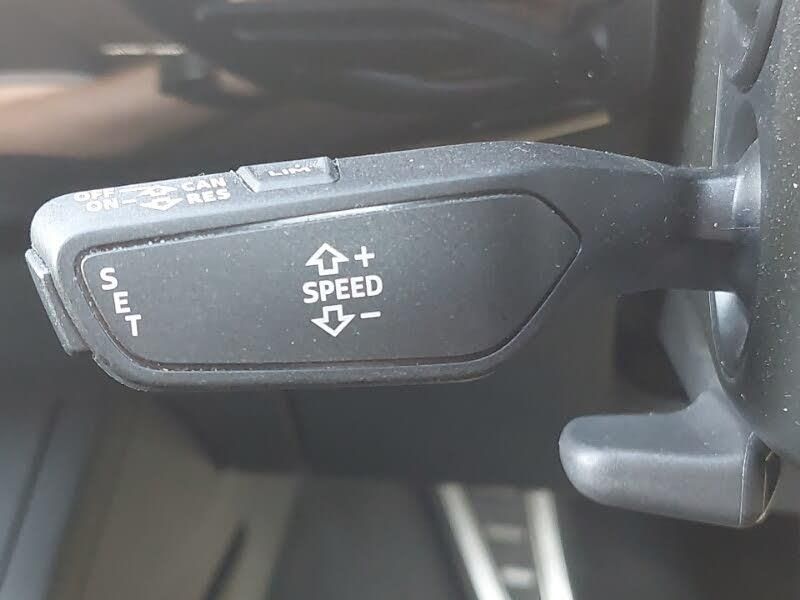 OFF CAN
ON RES
LIM
SET
+
SPEED
-